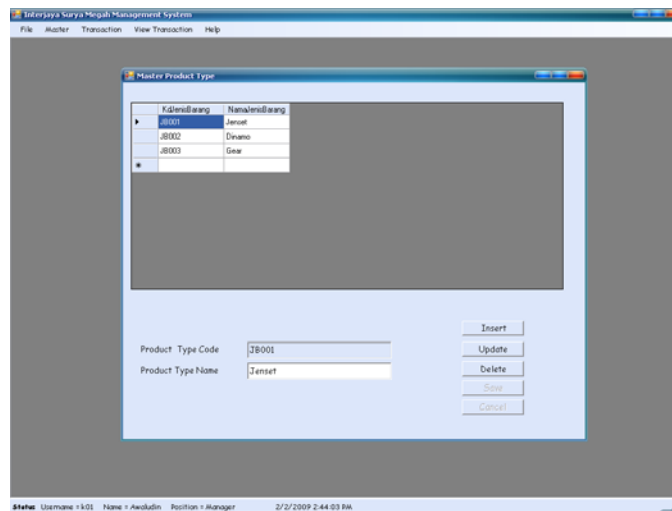 Interjaya Surya Megah Management System
File Master Transaction View Transaction Help
Master Product Type
KdJenisBarang NamaJenisBarang
JB001 Jenset
JB002 Dinamo
JB003 Gear
Insert
Product Type Code JB001 Update
Product Type Name Jenset Delete
Save
Cancel
Status Username = k01 Name = Awaludin Position = Manager 2/2/2009 2:44:03 PM